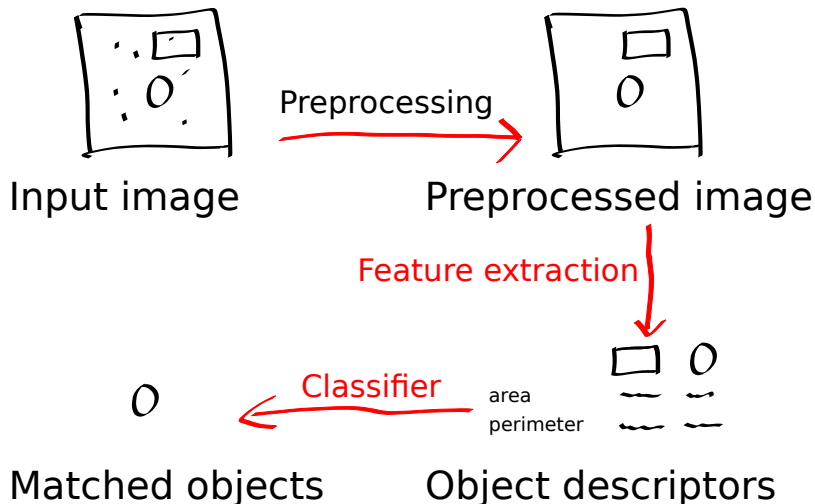 Preprocessing
Input image
Preprocessed image
Feature extraction
Classifier
area
perimeter
Matched objects
Object descriptors